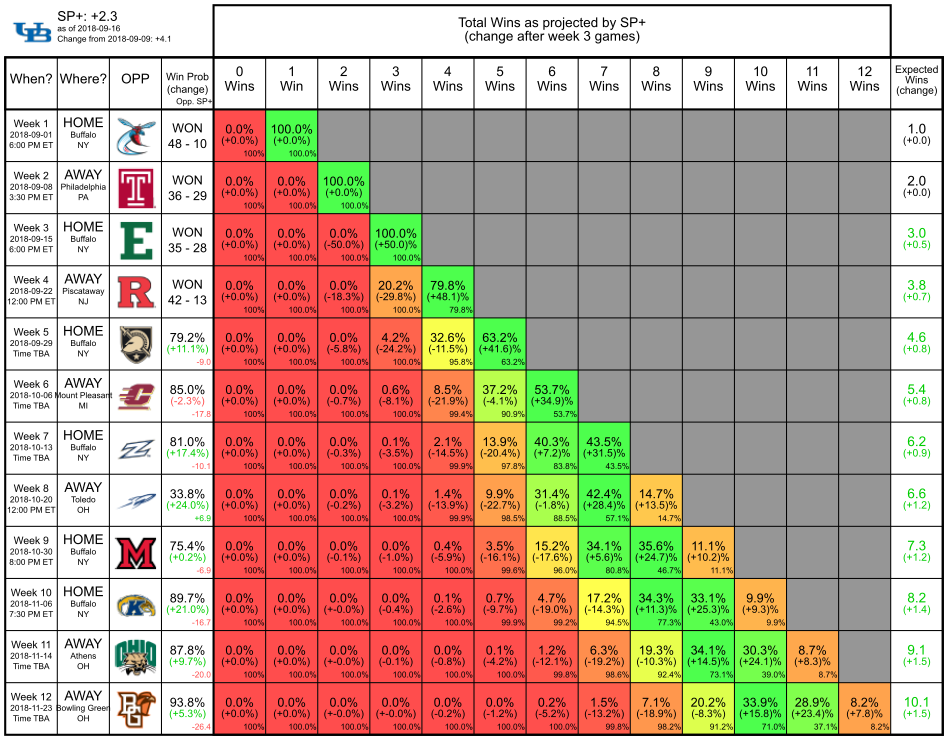 UB
SP+: +2.3
as of 2018-09-16
Change from 2018-09-09: +4.1
Total Wins as projected by SP+
(change after week 3 games)
When? Where? OPP Win Prob (change) Opp. SP+ 0 Wins 1 Win 2 Wins 3 Wins 4 Wins 5 Wins 6 Wins 7 Wins 8 Wins 9 Wins 10 Wins 11 Wins 12 Wins Expected Wins (change)
Week 1 HOME 0.0% 100.0% 1.0
2018-09-01 Buffalo WON (+0.0%) (+0.0%) (+0.0)
6:00 PM ET NY 48 - 10 100% 100.0%
Week 2 AWAY T 0.0% 0.0% 100.0% 2.0
2018-09-08 Philadelphia WON (+0.0%) (+0.0%) (+0.0%) (+0.0)
3:30 PM ET PA 36 - 29 100% 100.0% 100.0%
Week 3 HOME E 0.0% 0.0% 0.0% 100.0% 3.0
2018-09-15 Buffalo WON (+0.0%) (+0.0%) (-50.0%) (+50.0)% (+0.5)
6:00 PM ET NY 35 - 28 100% 100.0% 100.0% 100.0%
Week 4 AWAY R 0.0% 0.0% 0.0% 20.2% 79.8% 3.8
2018-09-22 Piscataway WON (+0.0%) (+0.0%) (-18.3%) (-29.8%) (+48.1)% (+0.7)
12:00 PM ET NJ 42 - 13 100% 100.0% 100.0% 100.0% 79.8%
Week 5 HOME 79.2% 0.0% 0.0% 0.0% 4.2% 32.6% 63.2% 4.6
2018-09-29 Buffalo (+11.1%) (+0.0%) (+0.0%) (-5.8%) (-24.2%) (-11.5%) (+41.6)% (+0.8)
Time TBA NY -9.0 100% 100.0% 100.0% 100.0% 95.8% 63.2%
Week 6 AWAY C 85.0% 0.0% 0.0% 0.0% 0.6% 8.5% 37.2% 53.7% 5.4
2018-10-06 Mount Pleasant (-2.3%) (+0.0%) (+0.0%) (-0.7%) (-8.1%) (-21.9%) (-4.1%) (+34.9)% (+0.8)
Time TBA MI -17.8 100% 100.0% 100.0% 100.0% 99.4% 90.9% 53.7%
Week 7 HOME Z 81.0% 0.0% 0.0% 0.0% 0.1% 2.1% 13.9% 40.3% 43.5% 6.2
2018-10-13 Buffalo (+17.4%) (+0.0%) (+0.0%) (-0.3%) (-3.5%) (-14.5%) (-20.4%) (+7.2)% (+31.5)% (+0.9)
Time TBA NY -10.1 100% 100.0% 100.0% 100.0% 99.9% 97.8% 83.8% 43.5%
Week 8 AWAY 33.8% 0.0% 0.0% 0.0% 0.1% 1.4% 9.9% 31.4% 42.4% 14.7% 6.6
2018-10-20 Toledo (+24.0%) (+0.0%) (+0.0%) (-0.2%) (-3.2%) (-13.9%) (-22.7%) (-1.8%) (+28.4)% (+13.5)% (+1.2)
12:00 PM ET OH +6.9 100% 100.0% 100.0% 100.0% 99.9% 98.5% 88.5% 57.1% 14.7%
Week 9 HOME M 75.4% 0.0% 0.0% 0.0% 0.0% 0.4% 3.5% 15.2% 34.1% 35.6% 11.1% 7.3
2018-10-30 Buffalo (+0.2%) (+0.0%) (+0.0%) (-0.1%) (-1.0%) (-5.9%) (-16.1%) (-17.6%) (+5.6)% (+24.7)% (+10.2)% (+1.2)
8:00 PM ET NY -6.9 100% 100.0% 100.0% 100.0% 100.0% 99.6% 96.0% 80.8% 46.7% 11.1%
Week 10 HOME K 89.7% 0.0% 0.0% 0.0% 0.0% 0.1% 0.7% 4.7% 17.2% 34.3% 33.1% 9.9% 8.2
2018-11-06 Buffalo (+21.0%) (+0.0%) (+0.0%) (+-0.0%) (-0.4%) (-2.6%) (-9.7%) (-19.0%) (-14.3%) (+11.3)% (+25.3)% (+9.3)% (+1.4)
7:30 PM ET NY -16.7 100% 100.0% 100.0% 100.0% 100.0% 99.9% 99.2% 94.5% 77.3% 43.0% 9.9%
Week 11 AWAY OHIO 87.8% 0.0% 0.0% 0.0% 0.0% 0.0% 0.1% 1.2% 6.3% 19.3% 34.1% 30.3% 8.7% 9.1
2018-11-14 Athens (+9.7%) (+0.0%) (+0.0%) (+-0.0%) (-0.1%) (-0.8%) (-4.2%) (-12.1%) (-19.2%) (-10.3%) (+14.5)% (+24.1)% (+8.3)% (+1.5)
Time TBA OH -20.0 100% 100.0% 100.0% 100.0% 100.0% 100.0% 99.8% 98.6% 92.4% 73.1% 39.0% 8.7%
Week 12 AWAY BG 93.8% 0.0% 0.0% 0.0% 0.0% 0.0% 0.0% 0.2% 1.5% 7.1% 20.2% 33.9% 28.9% 8.2% 10.1
2018-11-23 Bowling Green (+5.3%) (+0.0%) (+0.0%) (+-0.0%) (+-0.0%) (-0.2%) (-1.2%) (-5.2%) (-13.2%) (-18.9%) (-8.3%) (+15.8)% (+23.4)% (+7.8)% (+1.5)
Time TBA OH -26.4 100% 100.0% 100.0% 100.0% 100.0% 100.0% 100.0% 99.8% 98.2% 91.2% 71.0% 37.1% 8.2%